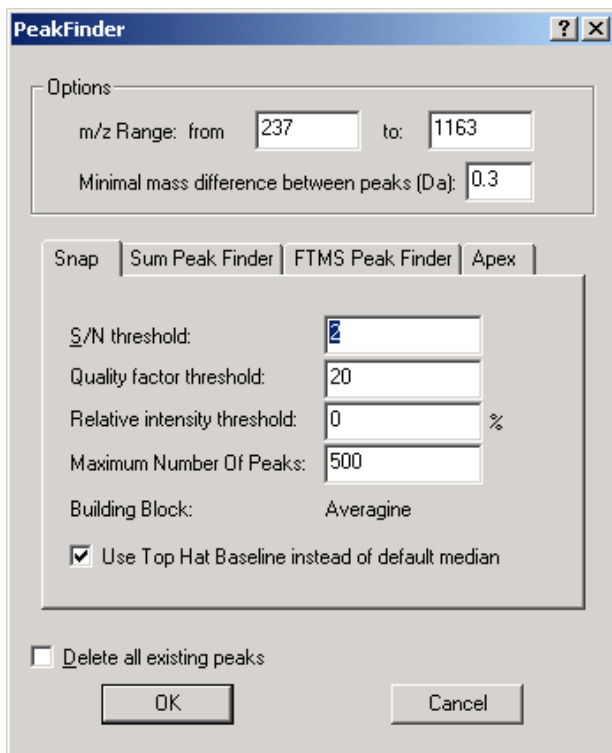 PeakFinder
Options
m/z Range: from 237 to: 1163
Minimal mass difference between peaks (Da): 0.3
Snap Sum Peak Finder FTMS Peak Finder Apex
S/N threshold: 2
Quality factor threshold: 20
Relative intensity threshold: 0 %
Maximum Number Of Peaks: 500
Building Block: Averagine
Use Top Hat Baseline instead of default median
Delete all existing peaks
OK Cancel